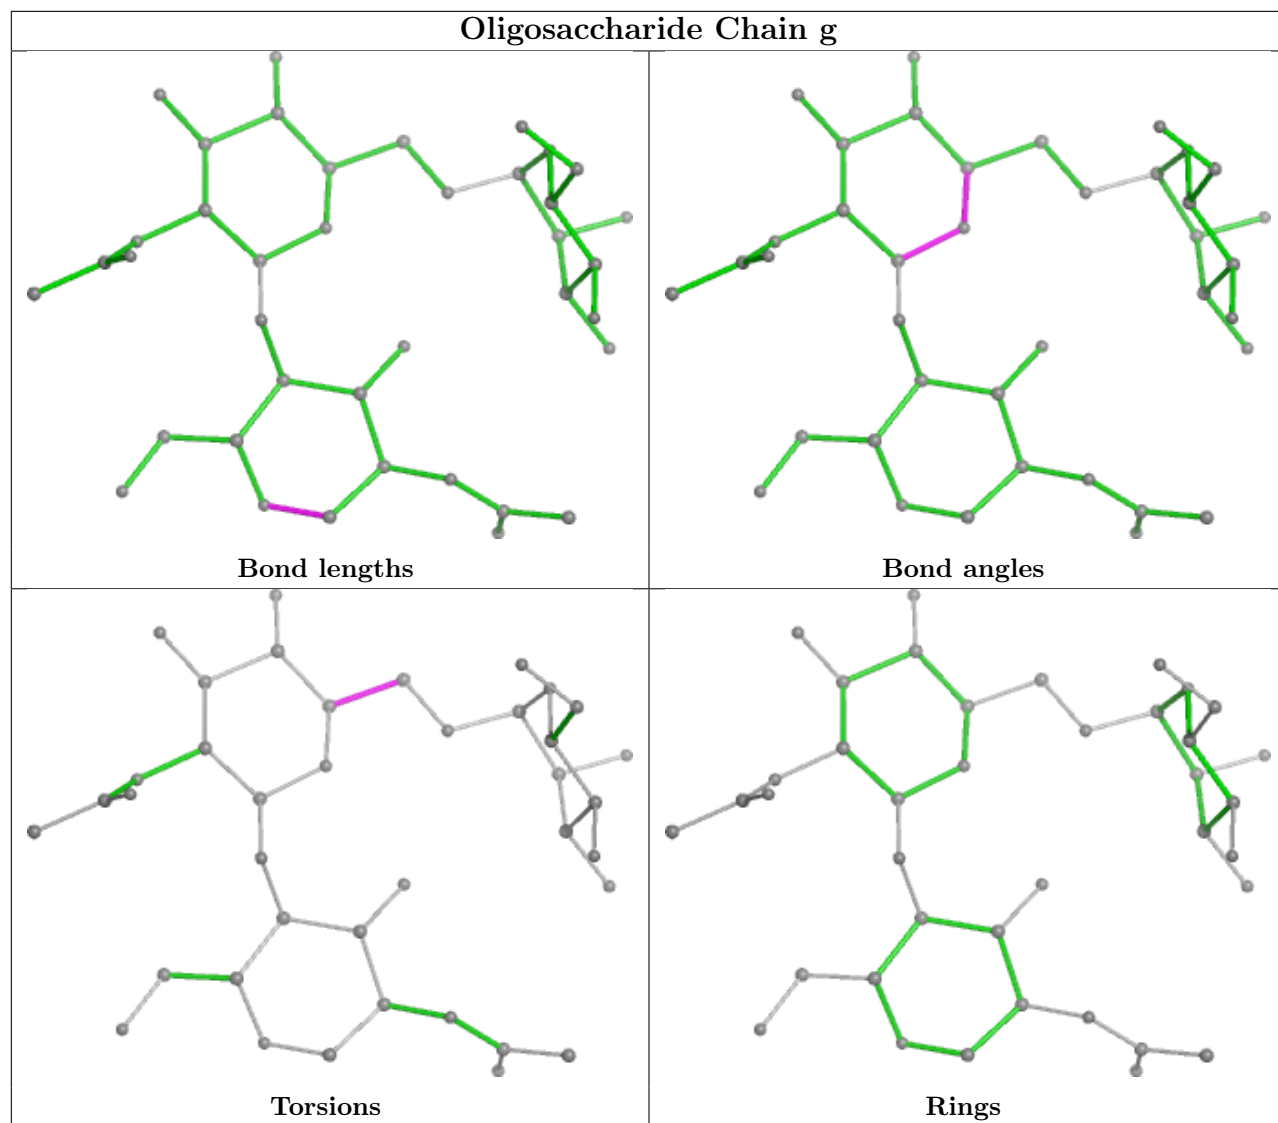 Oligosaccharide Chain g
Bond lengths
Bond angles
Torsions
Rings